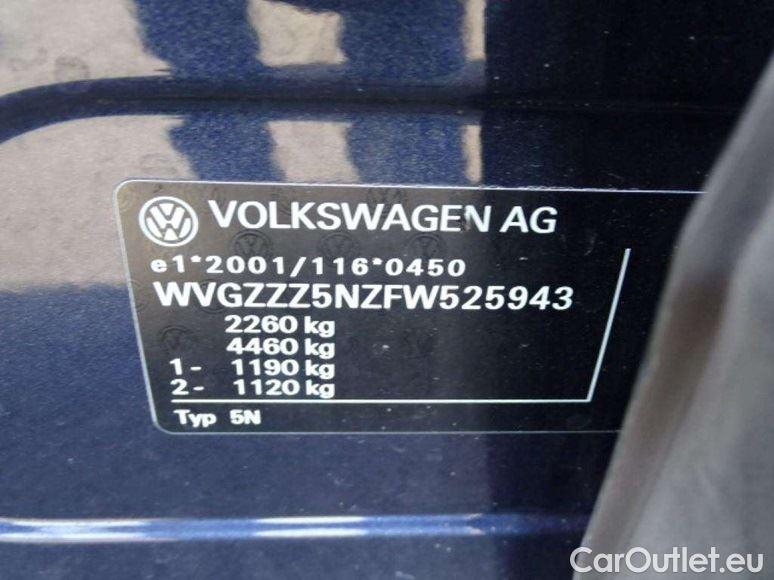 VOLKSWAGEN AG
e1*2001/116*0450
WVGZZZ5NZFW525943
2260 kg
4460 kg
1- 1190 kg
2- 1120 kg
Typ 5N
CarOutlet.eu